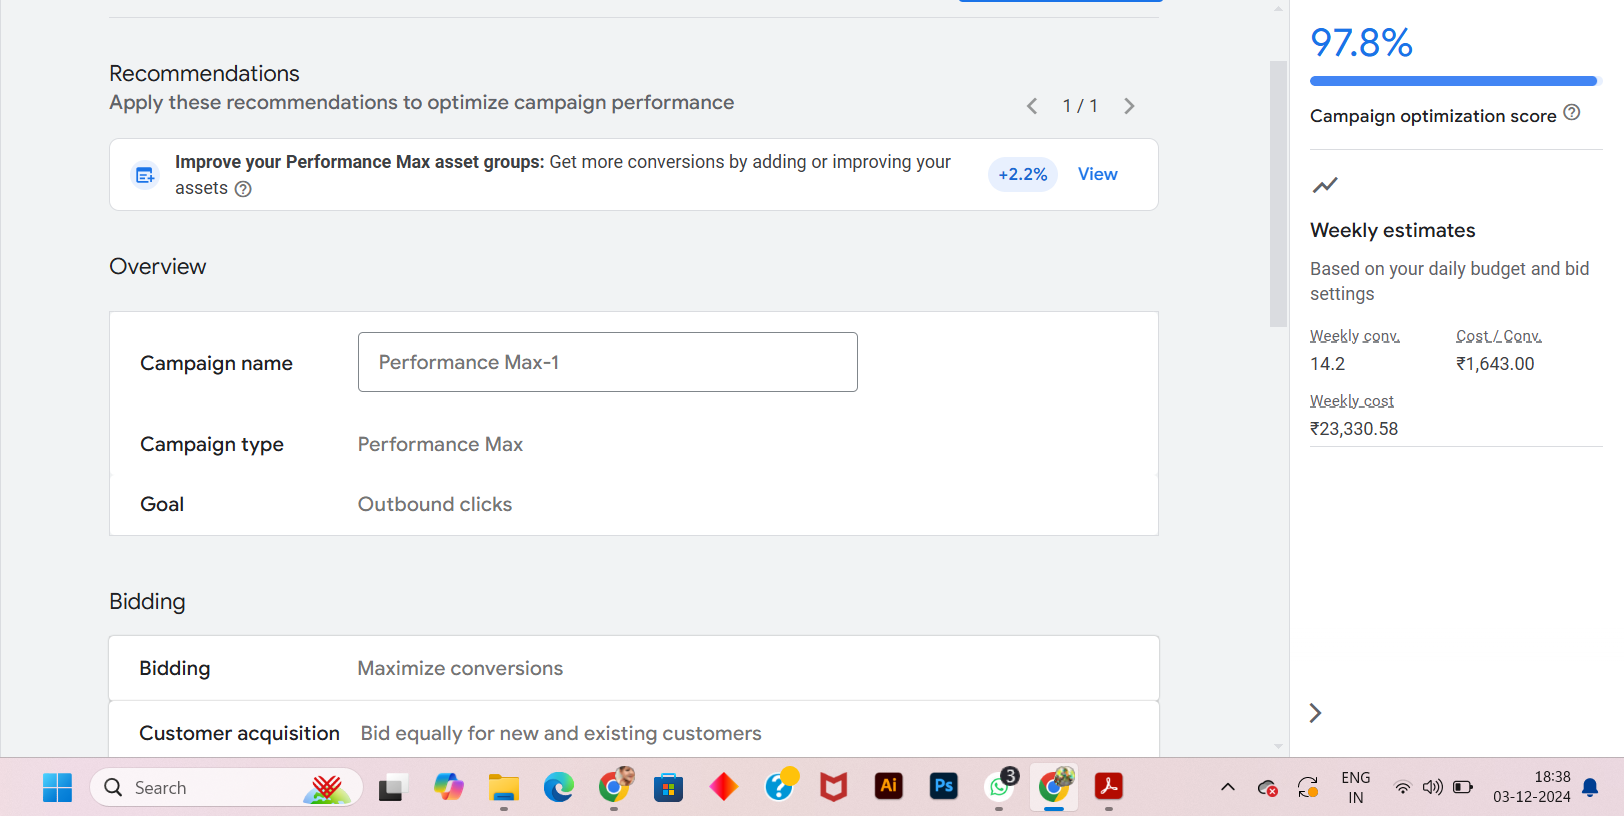 Recommendations
Apply these recommendations to optimize campaign performance
1 / 1
Improve your Performance Max asset groups: Get more conversions by adding or improving your
assets
+2.2%
View
Overview
Campaign name
Performance Max-1
Campaign type
Performance Max
Goal
Outbound clicks
Bidding
Bidding
Maximize conversions
Customer acquisition
Bid equally for new and existing customers
97.8%
Campaign optimization score
Weekly estimates
Based on your daily budget and bid
settings
Weekly conv.
Cost / Conv.
14.2
₹1,643.00
Weekly cost
₹23,330.58
Search
Ai
Ps
3
ENG
IN
18:38
03-12-2024